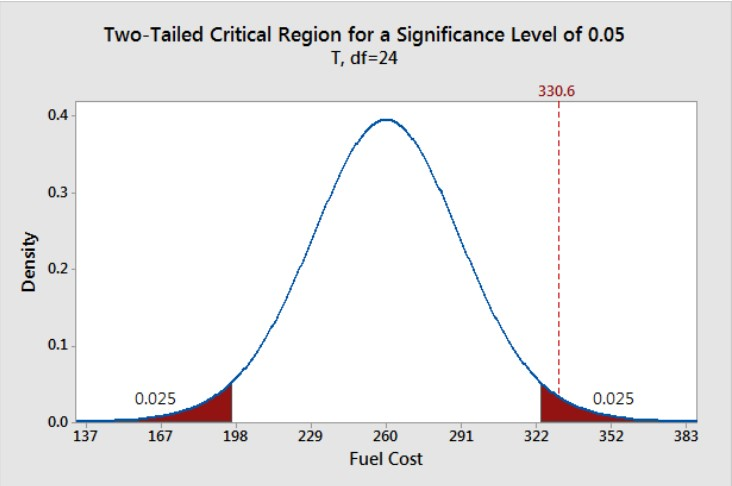 Two-Tailed Critical Region for a Significance Level of 0.05
T, df=24
330.6
0.4
0.3
0.2
0.1
0.0
Density
0.025
0.025
137 167 198 229 260 291 322 352 383
Fuel Cost